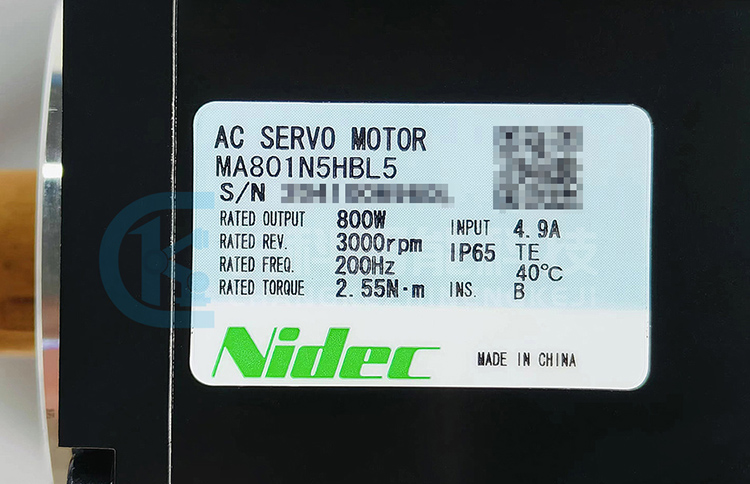 AC SERVO MOTOR
MA801N5HBL5
S/N
RATED OUTPUT 800W
RATED REV. 3000rpm
RATED FREQ. 200Hz
RATED TORQUE 2.55N·m
INPUT 4.9A
IP65 TE
40℃
INS. B
Nidec
MADE IN CHINA